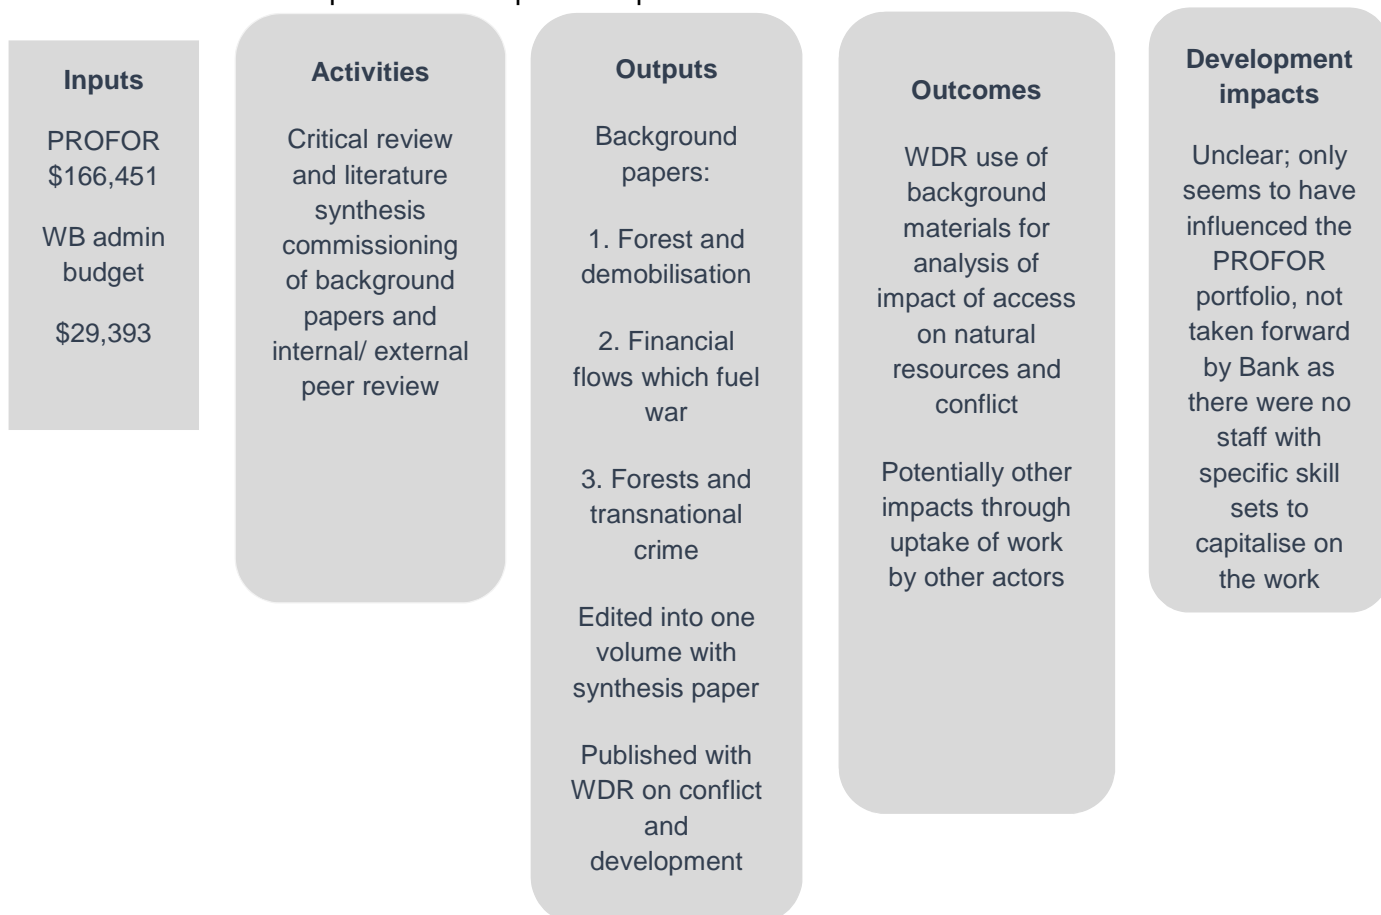 Inputs
PROFOR
$166,451
WB admin
budget
$29,393
Activities
Critical review
and literature
synthesis
commissioning
of background
papers and
internal/ external
peer review
Outputs
Background
papers:
1. Forest and
demobilisation
2. Financial
flows which fuel
war
3. Forests and
transnational
crime
Edited into one
volume with
synthesis paper
Published with
WDR on conflict
and
development
Outcomes
WDR use of
background
materials for
analysis of
impact of access
on natural
resources and
conflict
Potentially other
impacts through
uptake of work
by other actors
Development
impacts
Unclear; only
seems to have
influenced the
PROFOR
portfolio, not
taken forward
by Bank as
there were no
staff with
specific skill
sets to
capitalise on
the work